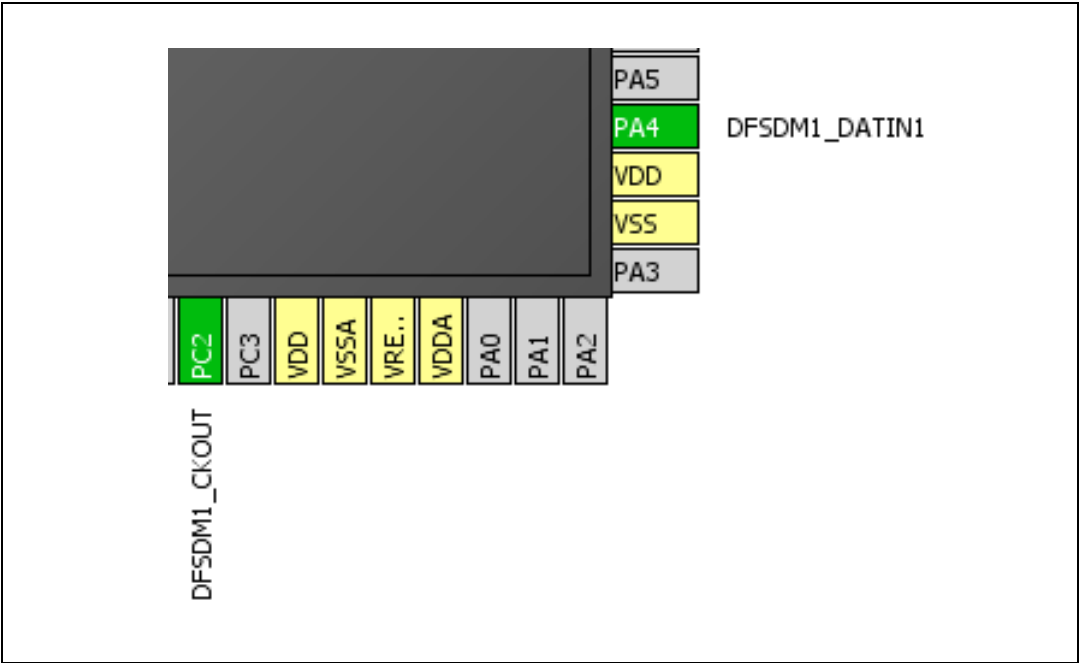 PA5
PA4 DFSDM1_DATIN1
VDD
VSS
PA3
PC2
PC3
VDD
VSSA
VRE..
VDDA
PA0
PA1
PA2
DFSDM1_CKOUT